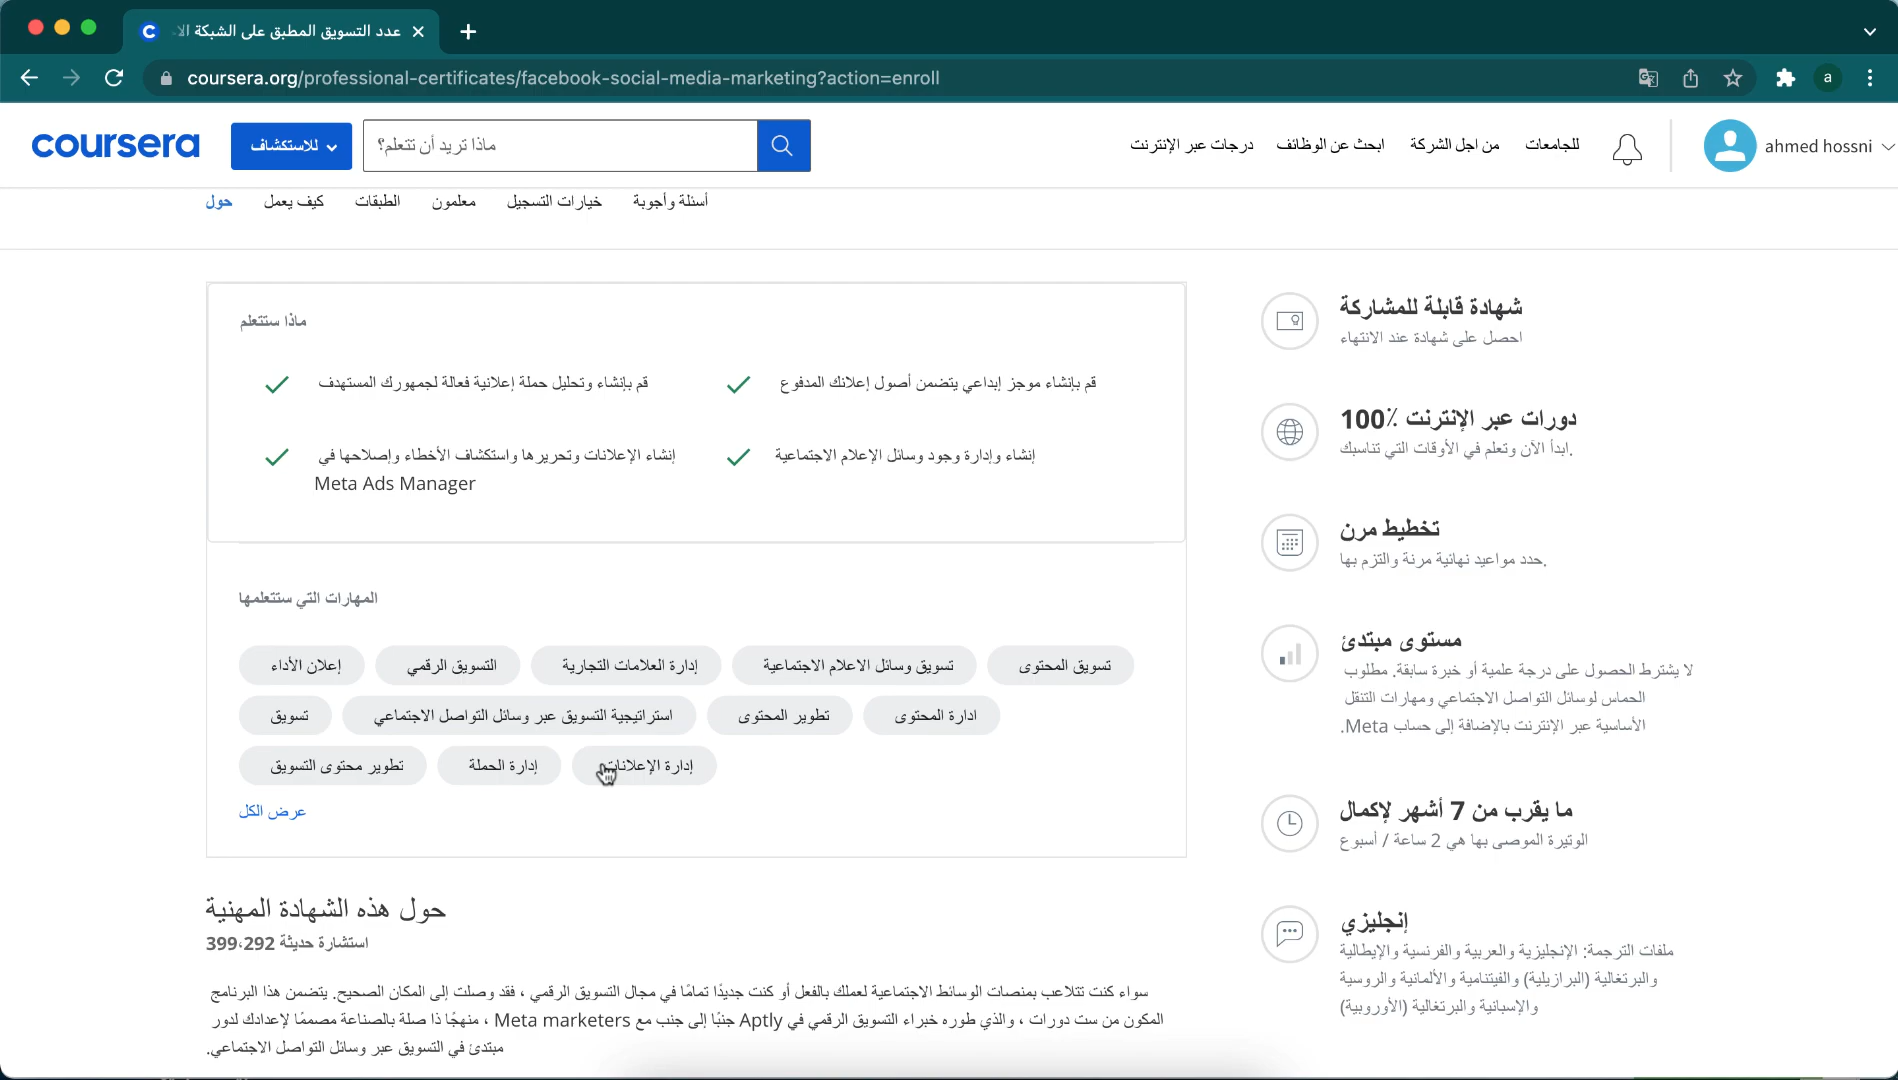 عدد التسويق المطبق على الشبكة الا
coursera.org/professional-certificates/facebook-social-media-marketing?action=enroll
a
coursera
للاستكشاف
ماذا تريد أن تتعلم؟
درجات عبر الإنترنت
ابحث عن الوظائف
من اجل الشركة
للجامعات
ahmed hossni
حول
كيف يعمل
الطبقات
معلمون
خيارات التسجيل
أسئلة وأجوبة
ماذا ستتعلم
قم بإنشاء وتحليل حملة إعلانية فعالة لجمهورك المستهدف
قم بإنشاء موجز إبداعي يتضمن أصول إعلانك المدفوع
إنشاء الإعلانات وتحريرها واستكشاف الأخطاء وإصلاحها في
Meta Ads Manager
إنشاء وإدارة وجود وسائل الإعلام الاجتماعية
المهارات التي ستتعلمها
إعلان الأداء
التسويق الرقمي
إدارة العلامات التجارية
تسويق وسائل الاعلام الاجتماعية
تسويق المحتوى
تسويق
استراتيجية التسويق عبر وسائل التواصل الاجتماعي
تطوير المحتوى
ادارة المحتوى
تطوير محتوى التسويق
إدارة الحملة
إدارة الإعلانات
عرض الكل
حول هذه الشهادة المهنية
399،292 استشارة حديثة
سواء كنت تتلاعب بمنصات الوسائط الاجتماعية لعملك بالفعل أو كنت جديدًا تمامًا في مجال التسويق الرقمي ، فقد وصلت إلى المكان الصحيح. يتضمن هذا البرنامج
المكون من ست دورات ، والذي طوره خبراء التسويق الرقمي في Aptly جنبًا إلى جنب مع Meta marketers ، منهجًا ذا صلة بالصناعة مصممًا لإعدادك لدور
مبتدئ في التسويق عبر وسائل التواصل الاجتماعي.
شهادة قابلة للمشاركة
احصل على شهادة عند الانتهاء
دورات عبر الإنترنت 100٪
ابدأ الآن وتعلم في الأوقات التي تناسبك.
تخطيط مرن
حدد مواعيد نهائية مرنة والتزم بها.
مستوى مبتدئ
لا يشترط الحصول على درجة علمية أو خبرة سابقة. مطلوب
الحماس لوسائل التواصل الاجتماعي ومهارات التنقل
الأساسية عبر الإنترنت بالإضافة إلى حساب Meta.
ما يقرب من 7 أشهر لإكمال
الوتيرة الموصى بها هي 2 ساعة / أسبوع
إنجليزي
ملفات الترجمة: الإنجليزية والعربية والفرنسية والإيطالية
والبرتغالية (البرازيلية) والفيتنامية والألمانية والروسية
والإسبانية والبرتغالية (الأوروبية)